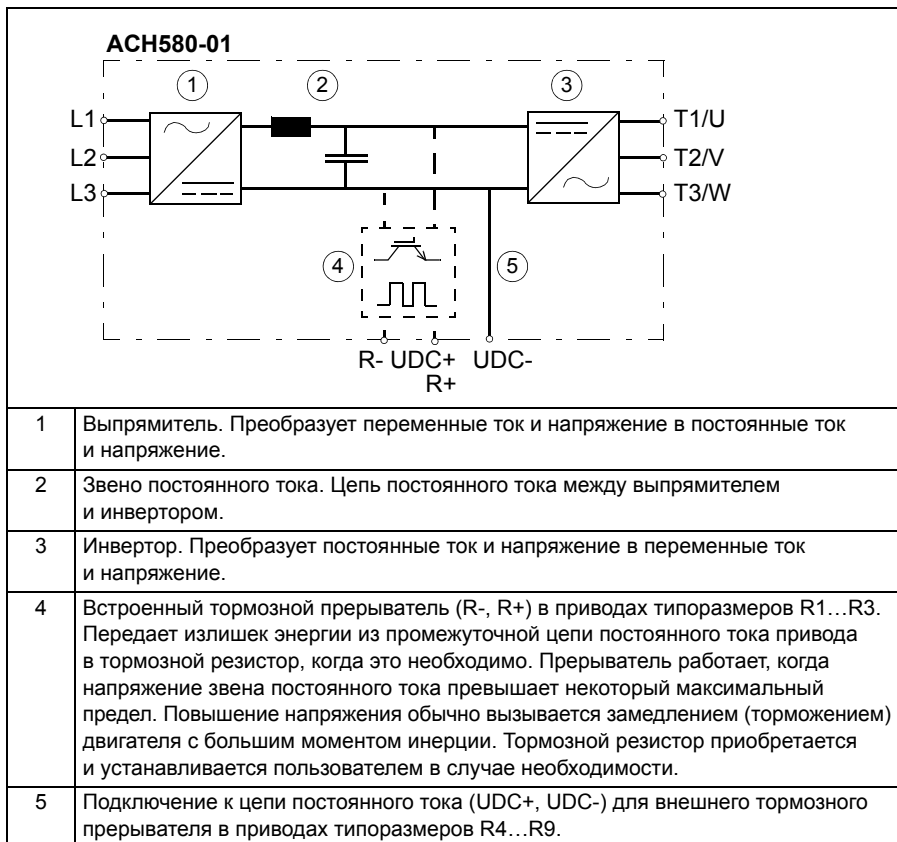 ACH580-01
1 2 3
L1 T1/U
L2 T2/V
L3 T3/W
4 5
R- UDC+ UDC-
R+
1 Выпрямитель. Преобразует переменные ток и напряжение в постоянные ток
и напряжение.
2 Звено постоянного тока. Цепь постоянного тока между выпрямителем
и инвертором.
3 Инвертор. Преобразует постоянные ток и напряжение в переменные ток
и напряжение.
4 Встроенный тормозной прерыватель (R-, R+) в приводах типоразмеров R1…R3.
Передает излишек энергии из промежуточной цепи постоянного тока привода
в тормозной резистор, когда это необходимо. Прерыватель работает, когда
напряжение звена постоянного тока превышает некоторый максимальный
предел. Повышение напряжения обычно вызывается замедлением (торможением)
двигателя с большим моментом инерции. Тормозной резистор приобретается
и устанавливается пользователем в случае необходимости.
5 Подключение к цепи постоянного тока (UDC+, UDC-) для внешнего тормозного
прерывателя в приводах типоразмеров R4…R9.